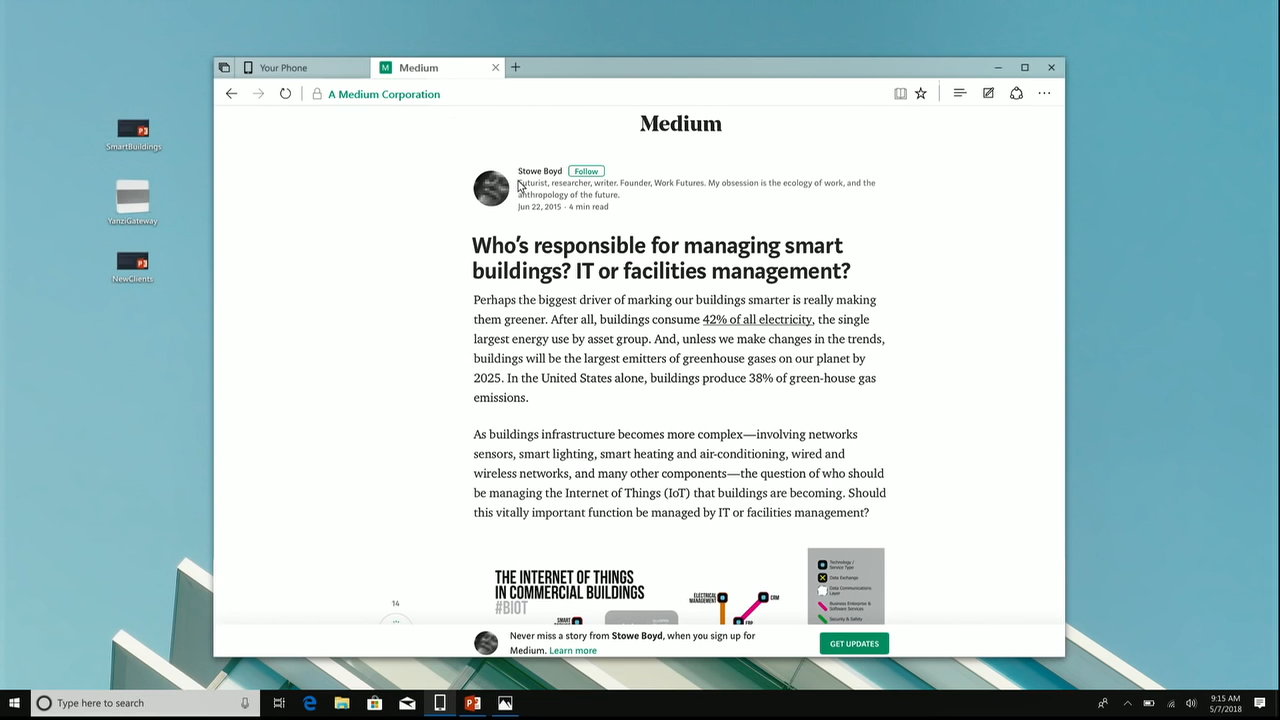 Your Phone
M Medium
A Medium Corporation
Medium
SmartBuildings
YanziGateway
NewClients
Stowe Boyd Follow
Futurist, researcher, writer. Founder, Work Futures. My obsession is the ecology of work, and the
anthropology of the future.
Jun 22, 2015 · 4 min read
Who's responsible for managing smart
buildings? IT or facilities management?
Perhaps the biggest driver of marking our buildings smarter is really making
them greener. After all, buildings consume 42% of all electricity, the single
largest energy use by asset group. And, unless we make changes in the trends,
buildings will be the largest emitters of greenhouse gases on our planet by
2025. In the United States alone, buildings produce 38% of green-house gas
emissions.
As buildings infrastructure becomes more complex—involving networks
sensors, smart lighting, smart heating and air-conditioning, wired and
wireless networks, and many other components—the question of who should
be managing the Internet of Things (IoT) that buildings are becoming. Should
this vitally important function be managed by IT or facilities management?
THE INTERNET OF THINGS
IN COMMERCIAL BUILDINGS
#BIOT
SMART
ELECTRICAL
MANAGEMENT
CRM
ERP
Technology /
Service Type
Data Exchange
Data Communications
Layer
Business Enterprise &
Software Services
Security & Safety
14
Never miss a story from Stowe Boyd, when you sign up for
Medium. Learn more
GET UPDATES
Type here to search
9:15 AM
5/7/2018